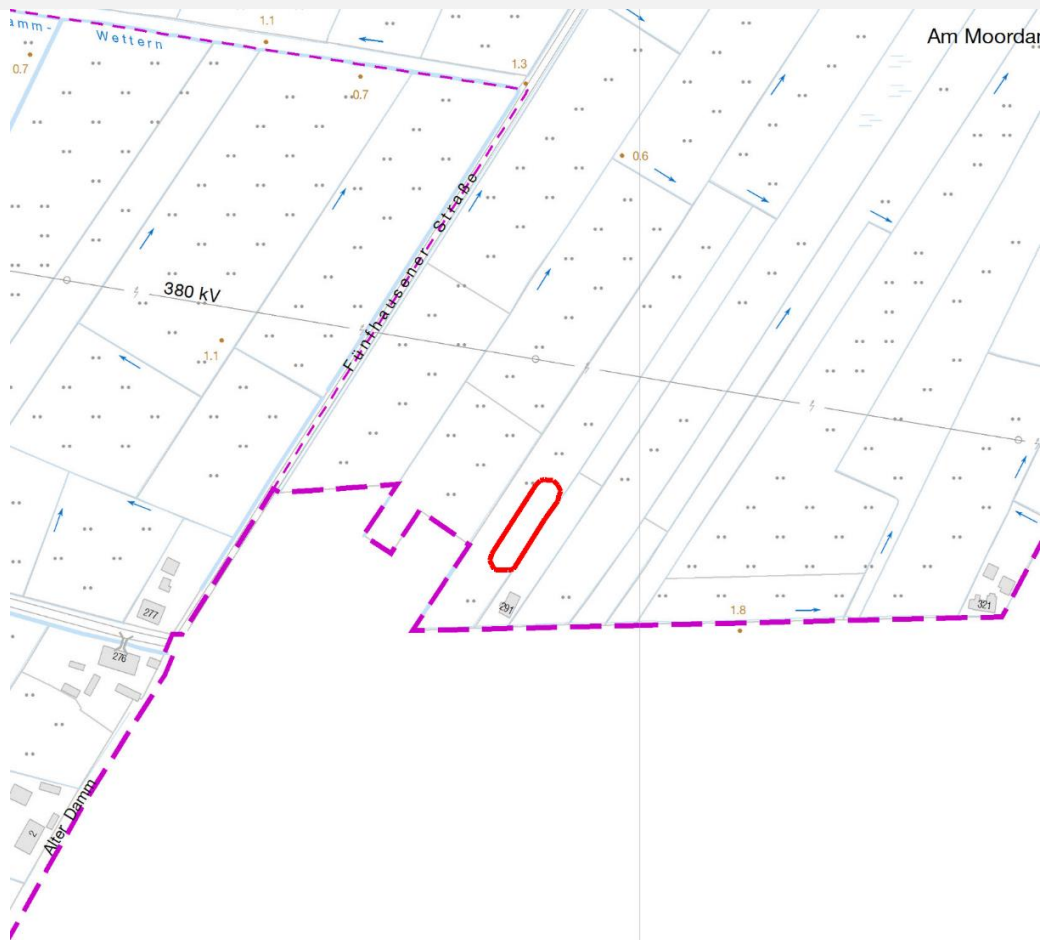 1.1
amm-
Wettern
Am Moordar
0.7
1.3
0.7
0.6
Fünfhausener Straße
380 kV
1.1
291
277
276
321
1.8
Alter Damm
2